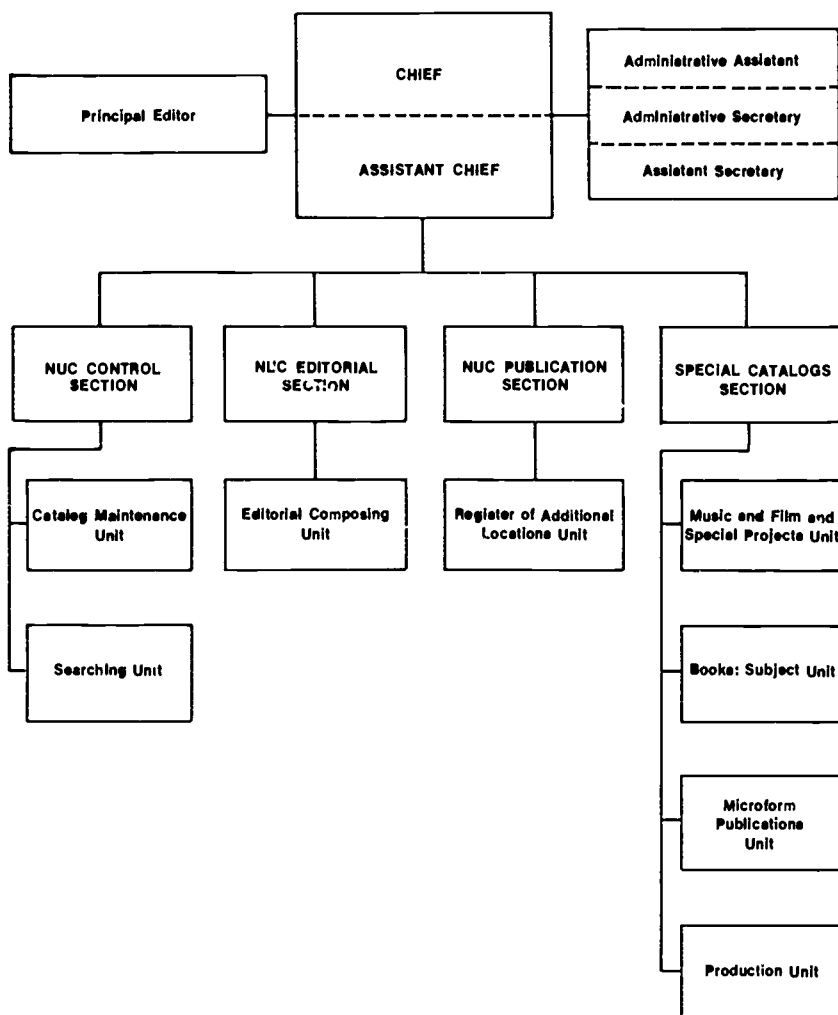 CHIEF
Principal Editor
ASSISTANT CHIEF
Administrative Assistant
Administrative Secretary
Assistant Secretary
NUC CONTROL
SECTION
NUC EDITORIAL
SECTION
NUC PUBLICATION
SECTION
SPECIAL CATALOGS
SECTION
Catalog Maintenance
Unit
Editorial Composing
Unit
Register of Additional
Locations Unit
Music and Film and
Special Projects Unit
Searching Unit
Books: Subject Unit
Microform
Publications
Unit
Production Unit